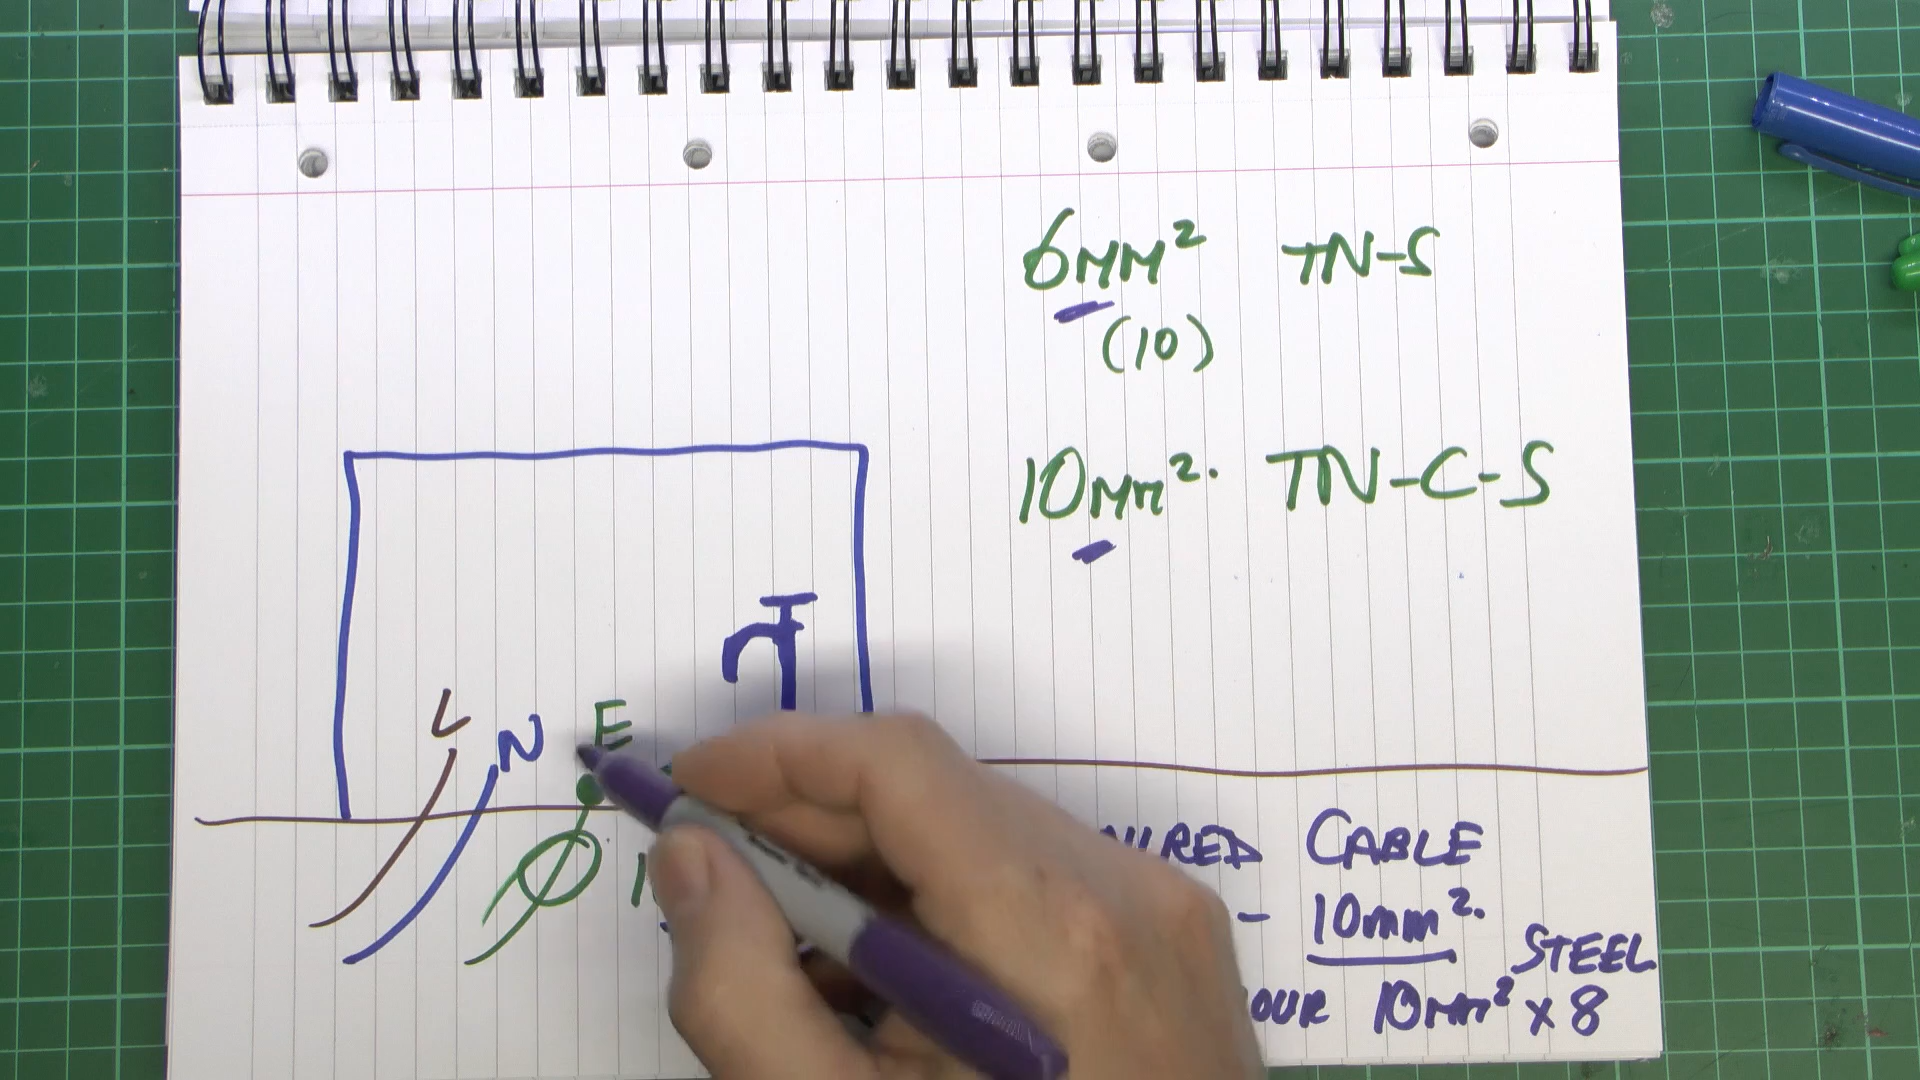 6MM² TN-S
(10)
10MM². TN-C-S
L N E
CABLE
- 10mm².
STEEL
10mm² x 8